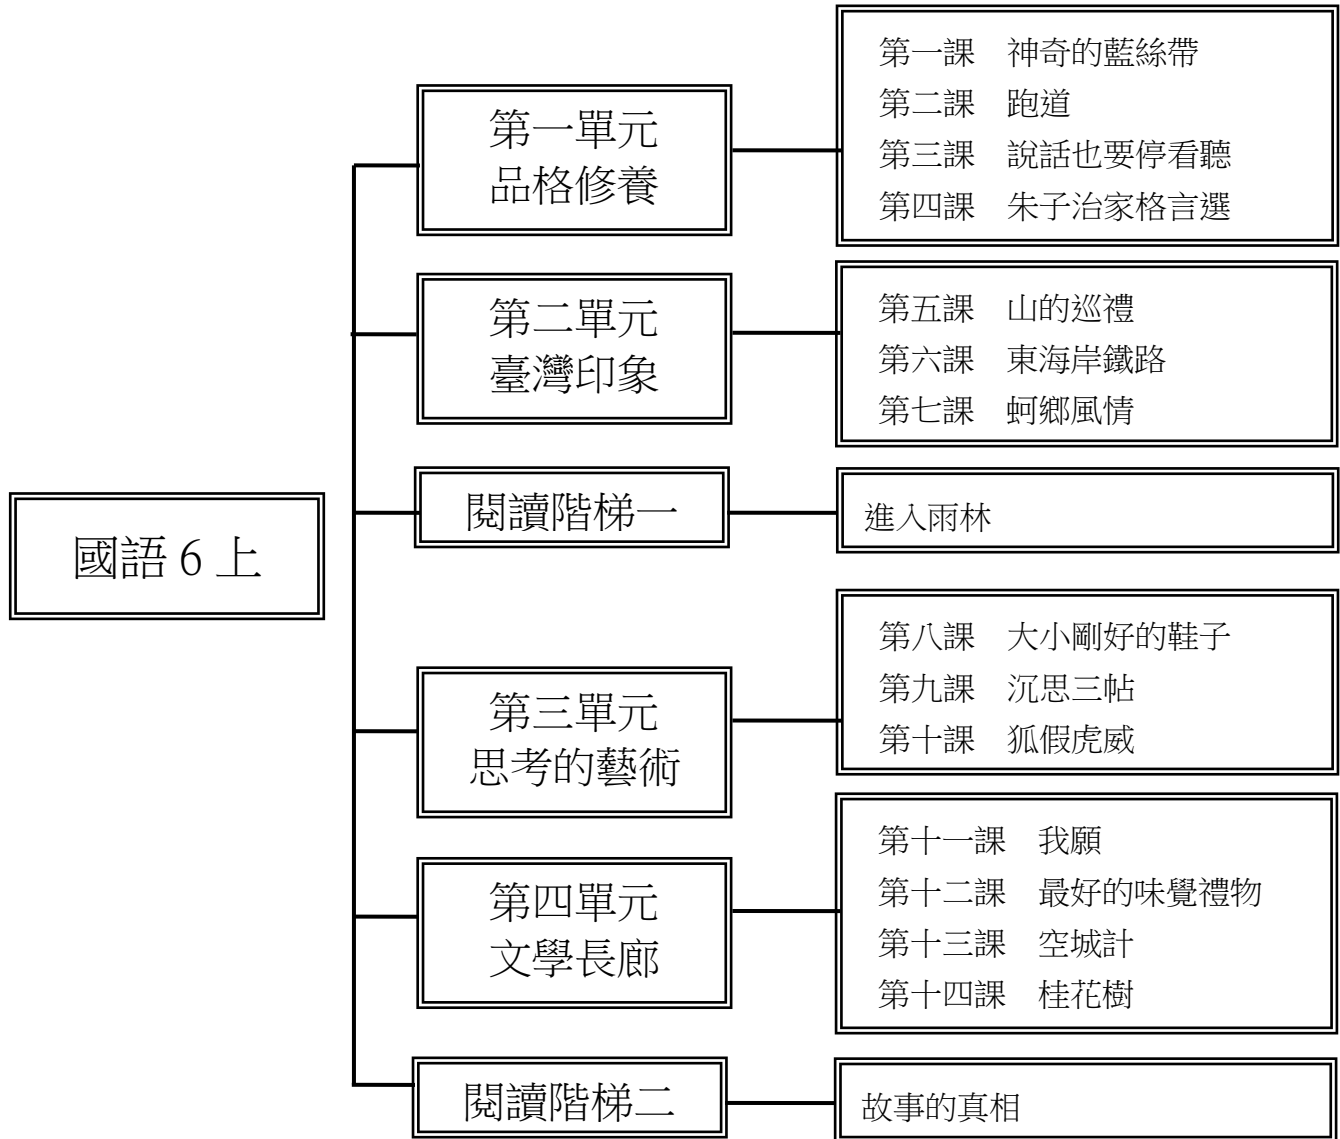 國語 6 上
第一單元
品格修養
第一課　神奇的藍絲帶
第二課　跑道
第三課　說話也要停看聽
第四課　朱子治家格言選
第二單元
臺灣印象
第五課　山的巡禮
第六課　東海岸鐵路
第七課　蚵鄉風情
閱讀階梯一
進入雨林
第三單元
思考的藝術
第八課　大小剛好的鞋子
第九課　沉思三帖
第十課　狐假虎威
第四單元
文學長廊
第十一課　我願
第十二課　最好的味覺禮物
第十三課　空城計
第十四課　桂花樹
閱讀階梯二
故事的真相